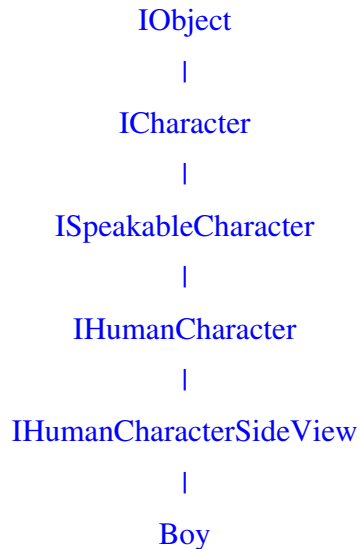 IObject
|
ICharacter
|
ISpeakableCharacter
|
IHumanCharacter
|
IHumanCharacterSideView
|
Boy